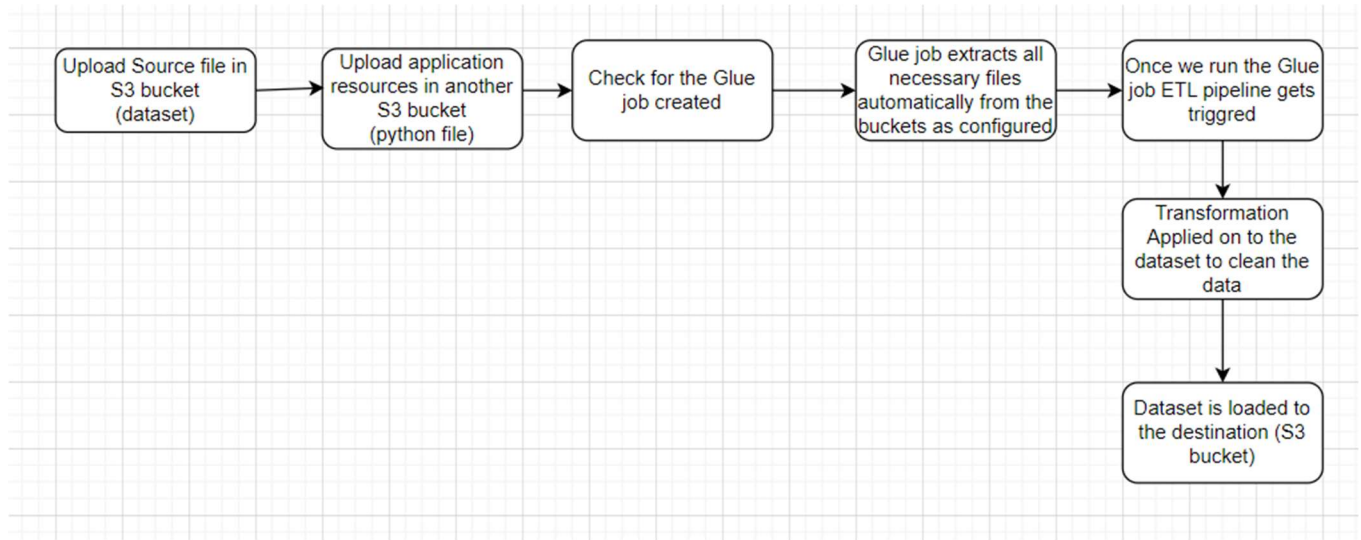 Upload Source file in
S3 bucket
(dataset)
Upload application
resources in another
S3 bucket
(python file)
Check for the Glue
job created
Glue job extracts all
necessary files
automatically from the
buckets as configured
Once we run the Glue
job ETL pipeline gets
triggred
Transformation
Applied on to the
dataset to clean the
data
Dataset is loaded to
the destination (S3
bucket)